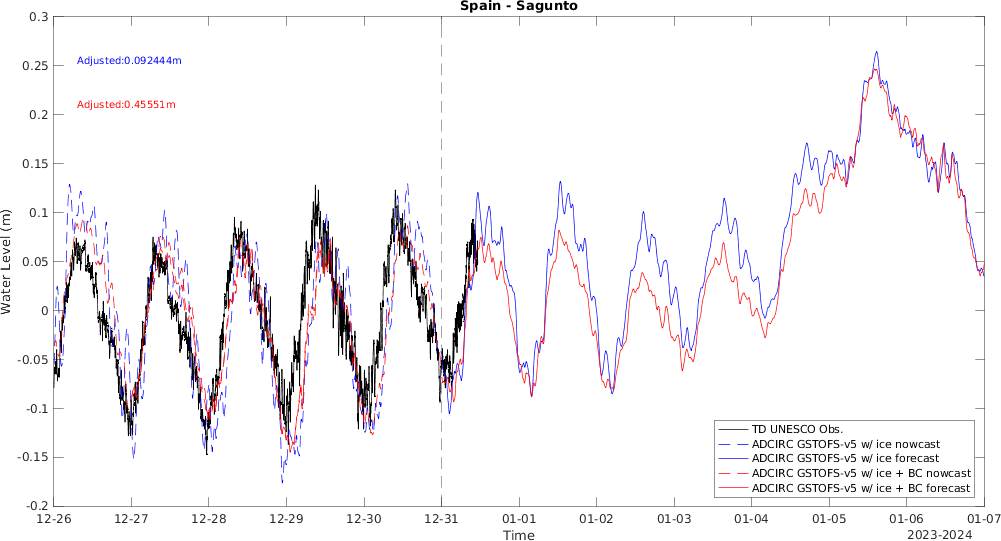 Spain - Sagunto
Adjusted:0.092444m
Adjusted:0.45551m
Water Level (m)
0.3
0.25
0.2
0.15
0.1
0.05
0
-0.05
-0.1
-0.15
-0.2
TD UNESCO Obs.
ADCIRC GSTOFS-v5 w/ ice nowcast
ADCIRC GSTOFS-v5 w/ ice forecast
ADCIRC GSTOFS-v5 w/ ice + BC nowcast
ADCIRC GSTOFS-v5 w/ ice + BC forecast
12-26 12-27 12-28 12-29 12-30 12-31 01-01 01-02 01-03 01-04 01-05 01-06 01-07
Time
2023-2024